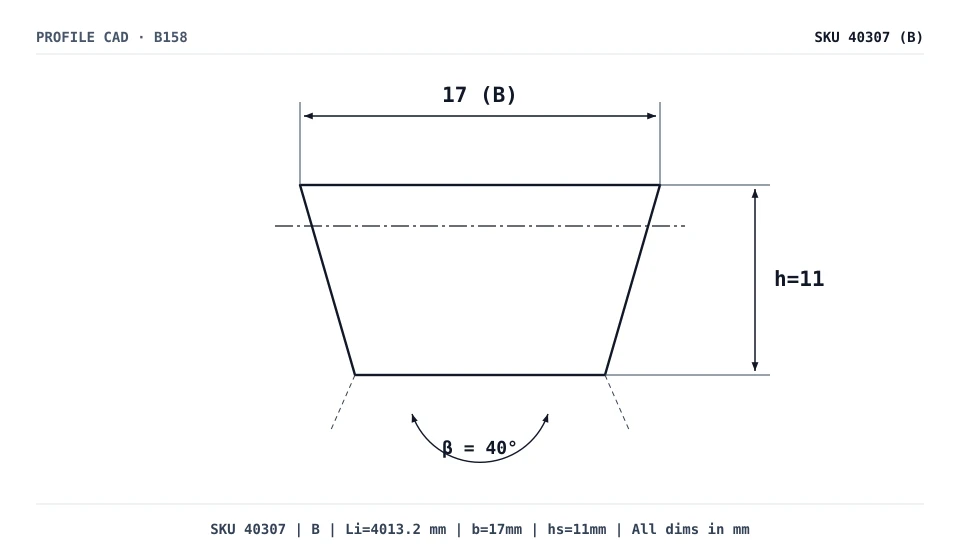 PROFILE CAD · B158
SKU 40307 (B)
17 (B)
h=11
β = 40°
SKU 40307 | B | Li=4013.2 mm | b=17mm | hs=11mm | All dims in mm